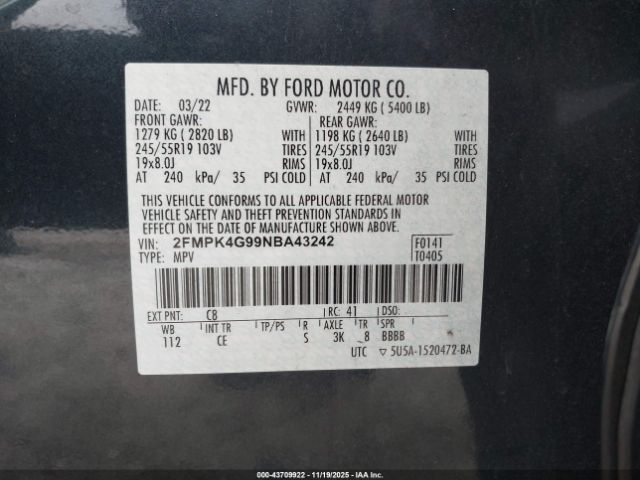 MFD. BY FORD MOTOR CO.
DATE: 03/22 GVWR: 2449 KG ( 5400 LB)
FRONT GAWR: REAR GAWR:
1279 KG ( 2820 LB) WITH 1198 KG ( 2640 LB) WITH
245/55R19 103V TIRES 245/55R19 103V TIRES
19x8.0J RIMS 19x8.0J RIMS
AT 240 kPa/ 35 PSI COLD AT 240 kPa/ 35 PSI COLD
THIS VEHICLE CONFORMS TO ALL APPLICABLE FEDERAL MOTOR
VEHICLE SAFETY AND THEFT PREVENTION STANDARDS IN
EFFECT ON THE DATE OF MANUFACTURE SHOWN ABOVE.
VIN: 2FMPK4G99NBA43242 F0141
TYPE: MPV T0405
EXT PNT: C8 RC: 41 DSO:
WB INT TR TP/PS R AXLE TR SPR
112 CE S 3K 8 BBBB
UTC ▽ 5U5A-1520472-BA
000-43709922 - 11/19/2025 - IAAI Inc.